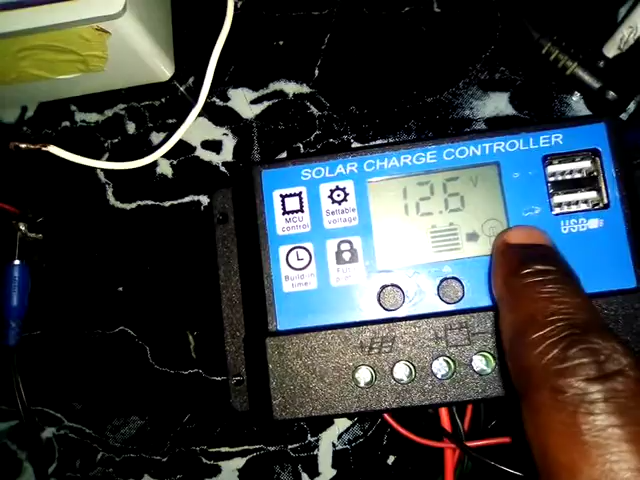 SOLAR CHARGE CONTROLLER
MCU
control
Settable
voltage
12.6 V
USB
Build-in
timer